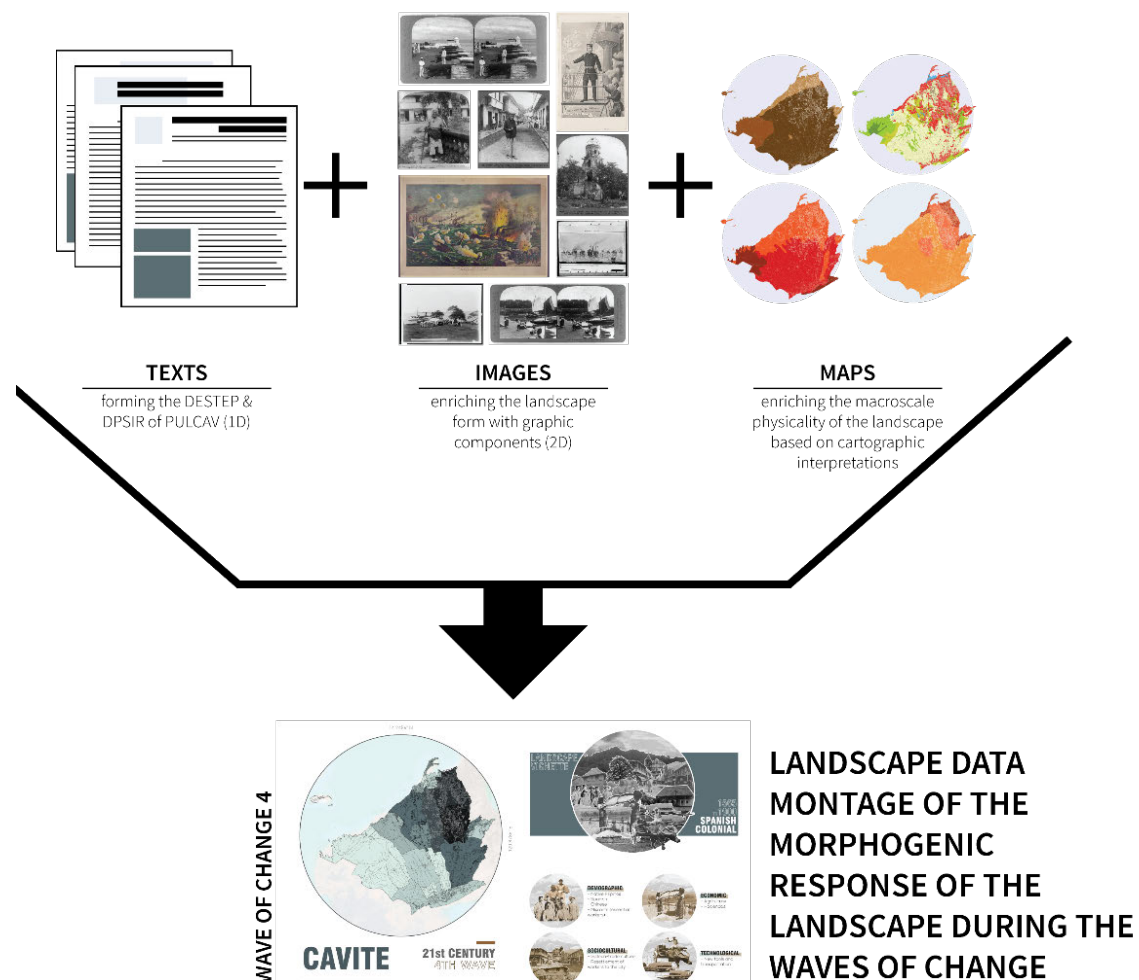 TEXTS
forming the DESTEP &
DPSIR of PULCAV (1D)
IMAGES
enriching the landscape
form with graphic
components (2D)
MAPS
enriching the macroscale
physicality of the landscape
based on cartographic
interpretations
WAVE OF CHANGE 4
CAVITE
21st CENTURY
4TH WAVE
LANDSCAPE
SPANISH
COLONIAL
DEMOGRAPHIC
ECONOMIC
SOCIOCULTURAL
TECHNOLOGICAL
LANDSCAPE DATA
MONTAGE OF THE
MORPHOGENIC
RESPONSE OF THE
LANDSCAPE DURING THE
WAVES OF CHANGE